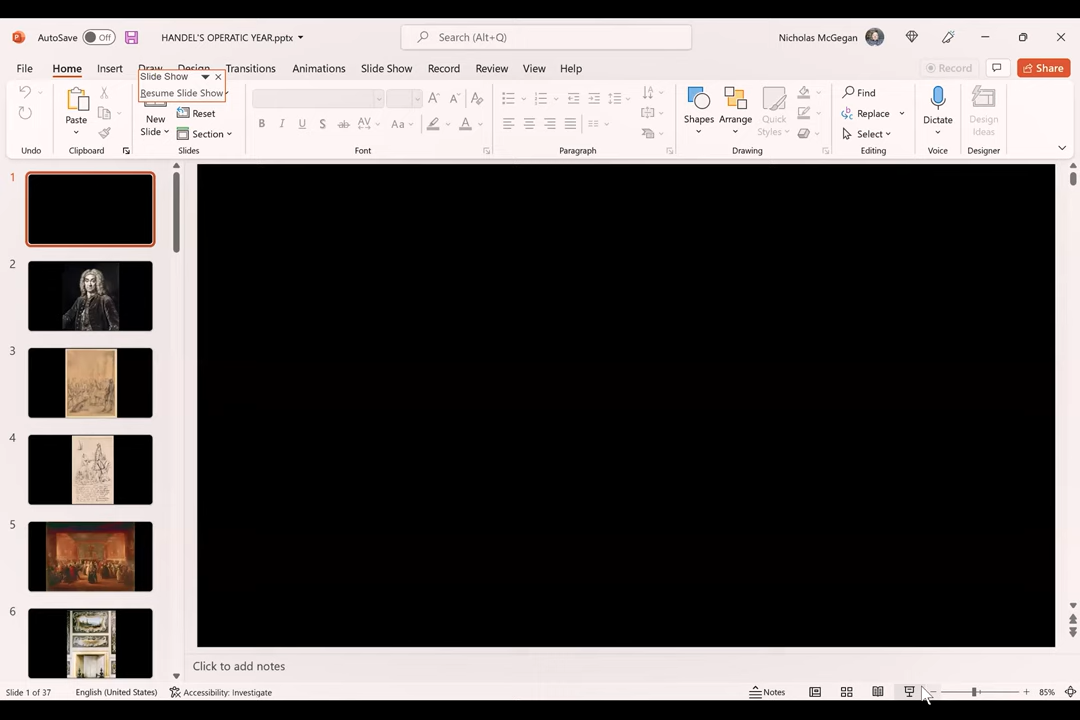 AutoSave Off HANDEL'S OPERATIC YEAR.pptx Search (Alt+Q) Nicholas McGegan
File Home Insert Draw Design Transitions Animations Slide Show Record Review View Help Record Share
Slide Show
Resume Slide Show
Paste
New
Slide
Reset
Section
Shapes
Arrange
Quick
Styles
Find
Replace
Select
Dictate
Design
Ideas
Undo Clipboard Slides Font Paragraph Drawing Editing Voice Designer
1
2
3
4
5
6
Click to add notes
Slide 1 of 37 English (United States) Accessibility: Investigate Notes 85%